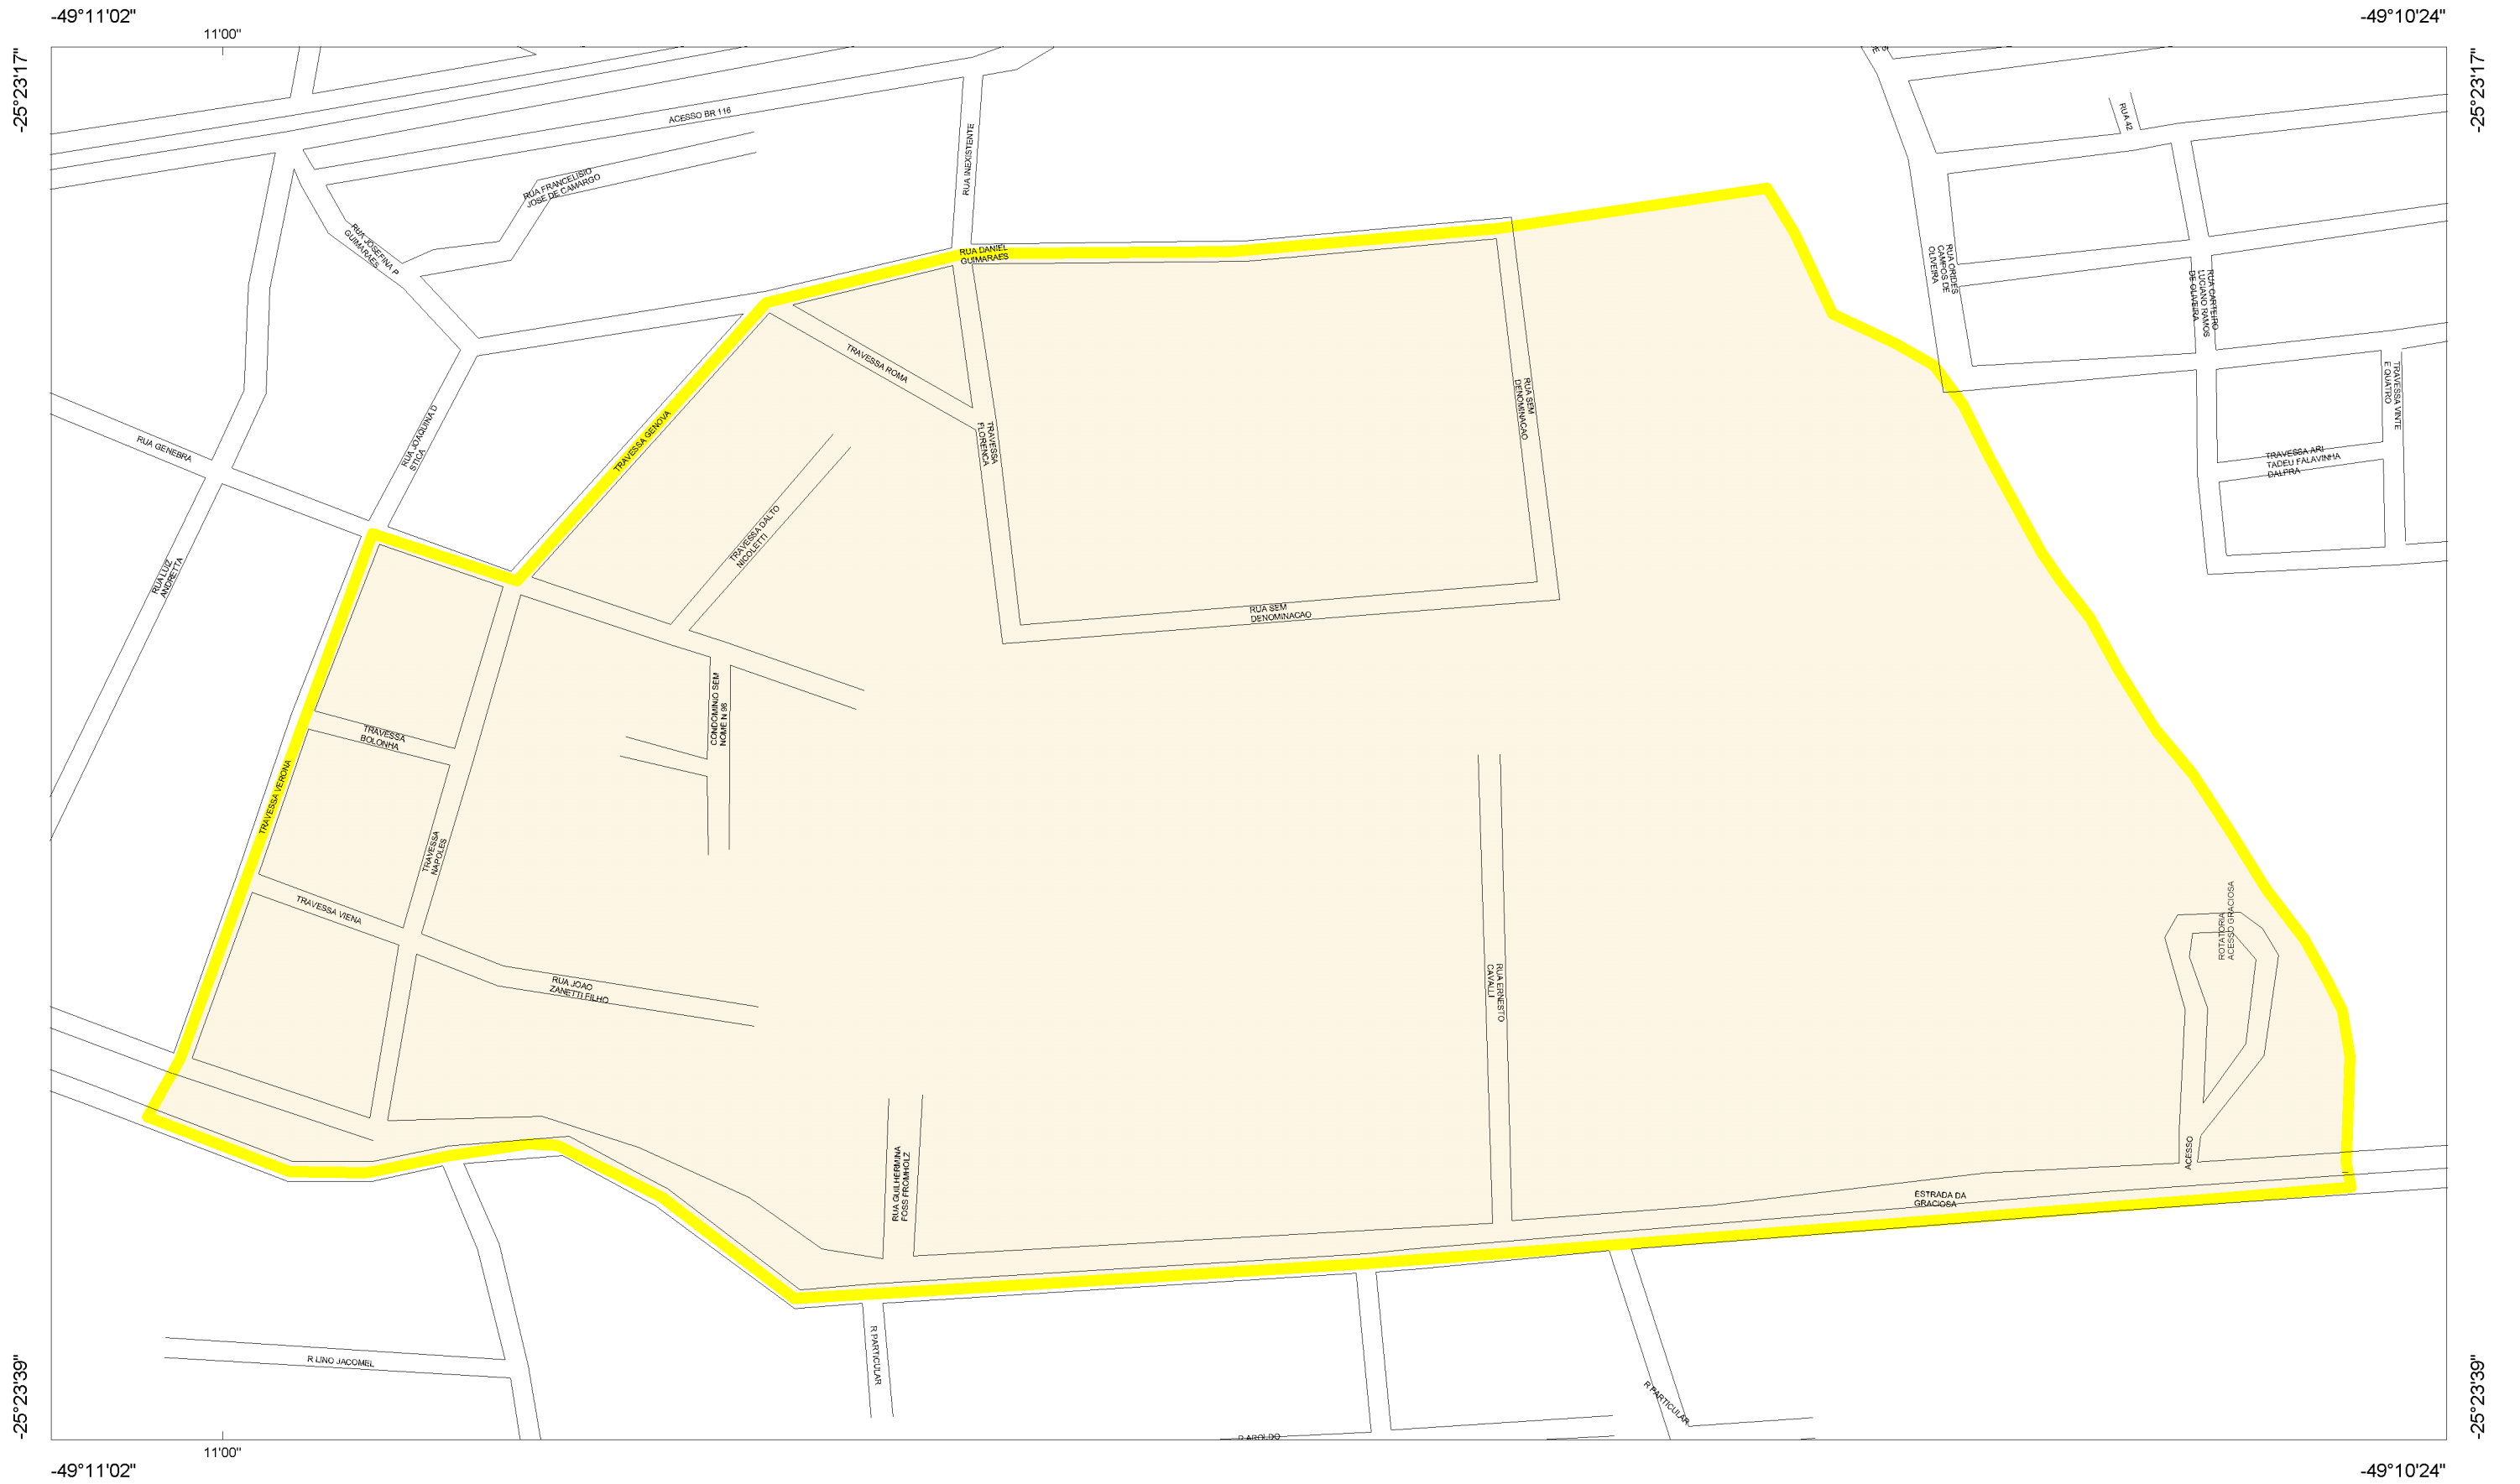 -49°11'02"
-49°10'24"
11'00"
-25°23'17"
-25°23'17"
ACESSO BR 116
RUA 42
RUA INEXISTENTE
RUA FRANCELISIO
JOSE DE CAMARGO
RUA JOSEFINA P
GUIMARAES
RUA DANIEL
GUIMARAES
RUA ORIDES
CAMPOS DE
OLIVEIRA
RUA CARTEIRO
LUCIANO RAMOS
DE OLIVEIRA
TRAVESSA ROMA
TRAVESSA VINTE
E QUATRO
RUA SEM
DENOMINACAO
TRAVESSA GENOVA
RUA JOAQUINA D
STICA
RUA GENEBRA
TRAVESSA
FLORENCA
TRAVESSA ARI
TADEU FALAVINHA
DALPRA
TRAVESSA DALTO
NICOLETTI
RUA LUIZ
ANDRETTA
RUA SEM
DENOMINACAO
CONDOMINIO SEM
NOME N 96
TRAVESSA
BOLONHA
TRAVESSA VERONA
TRAVESSA
NAPOLES
TRAVESSA VIENA
ROTATORIA
ACESSO GRACIOSA
RUA JOAO
ZANETTI FILHO
RUA ERNESTO
CAVALLI
RUA GUILHERMINA
FOSS FROMHOLZ
ACESSO
ESTRADA DA
GRACIOSA
R LINO JACOMEL
R PARTICULAR
R PARTICULAR
R AROLDO
-25°23'39"
-25°23'39"
11'00"
-49°11'02"
-49°10'24"